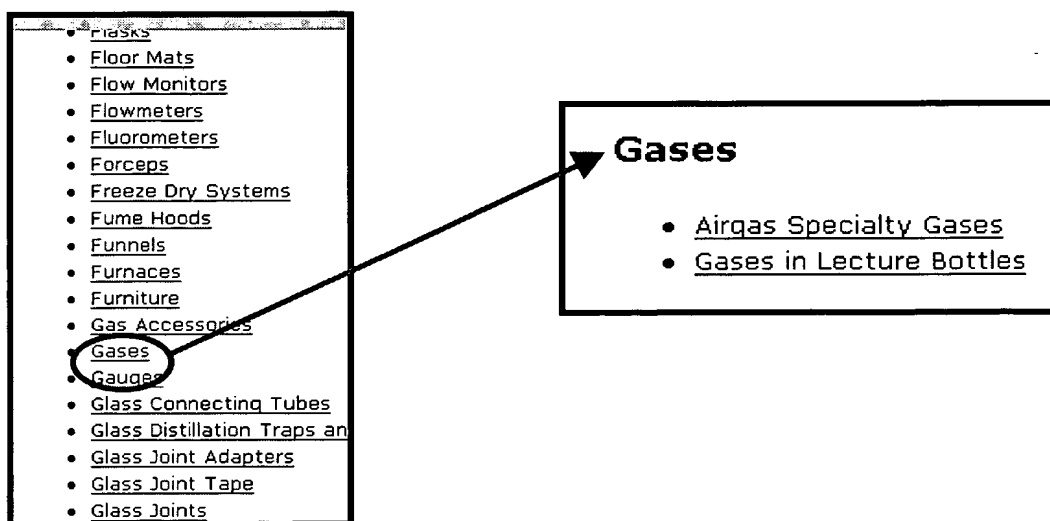 Flasks
Floor Mats
Flow Monitors
Flowmeters
Fluorometers
Forceps
Freeze Dry Systems
Fume Hoods
Funnels
Furnaces
Furniture
Gas Accessories
Gases
Gauges
Glass Connecting Tubes
Glass Distillation Traps an
Glass Joint Adapters
Glass Joint Tape
Glass Joints
Gases
Airgas Specialty Gases
Gases in Lecture Bottles